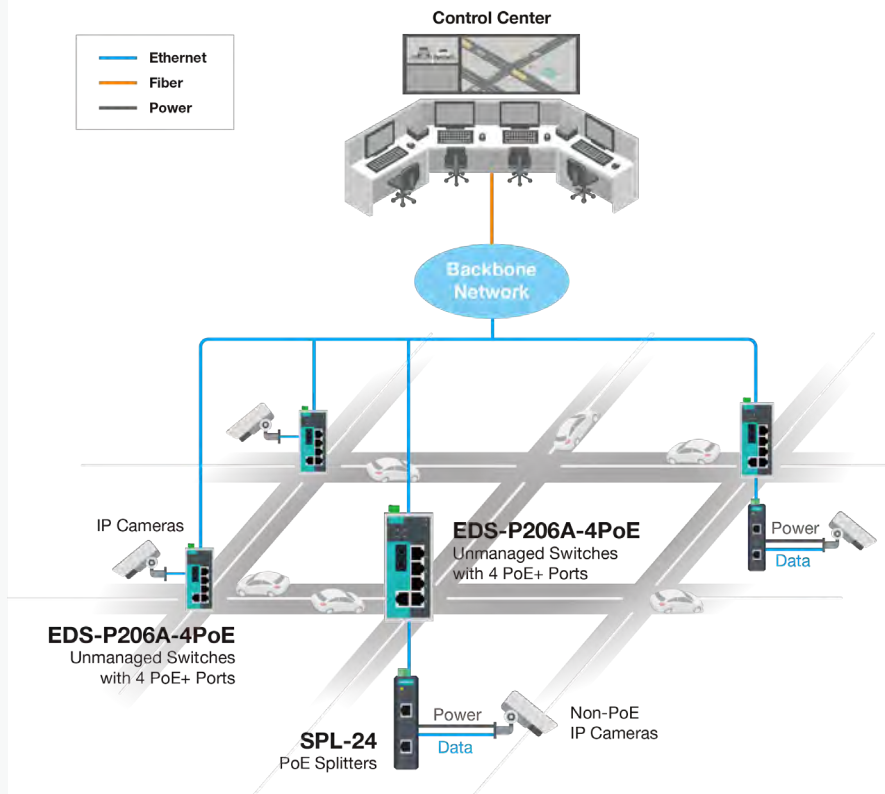 Control Center
Ethernet
Fiber
Power
Backbone
Network
IP Cameras
EDS-P206A-4PoE
Unmanaged Switches
with 4 PoE+ Ports
Power
Data
EDS-P206A-4PoE
Unmanaged Switches
with 4 PoE+ Ports
SPL-24
PoE Splitters
Power
Data
Non-PoE
IP Cameras